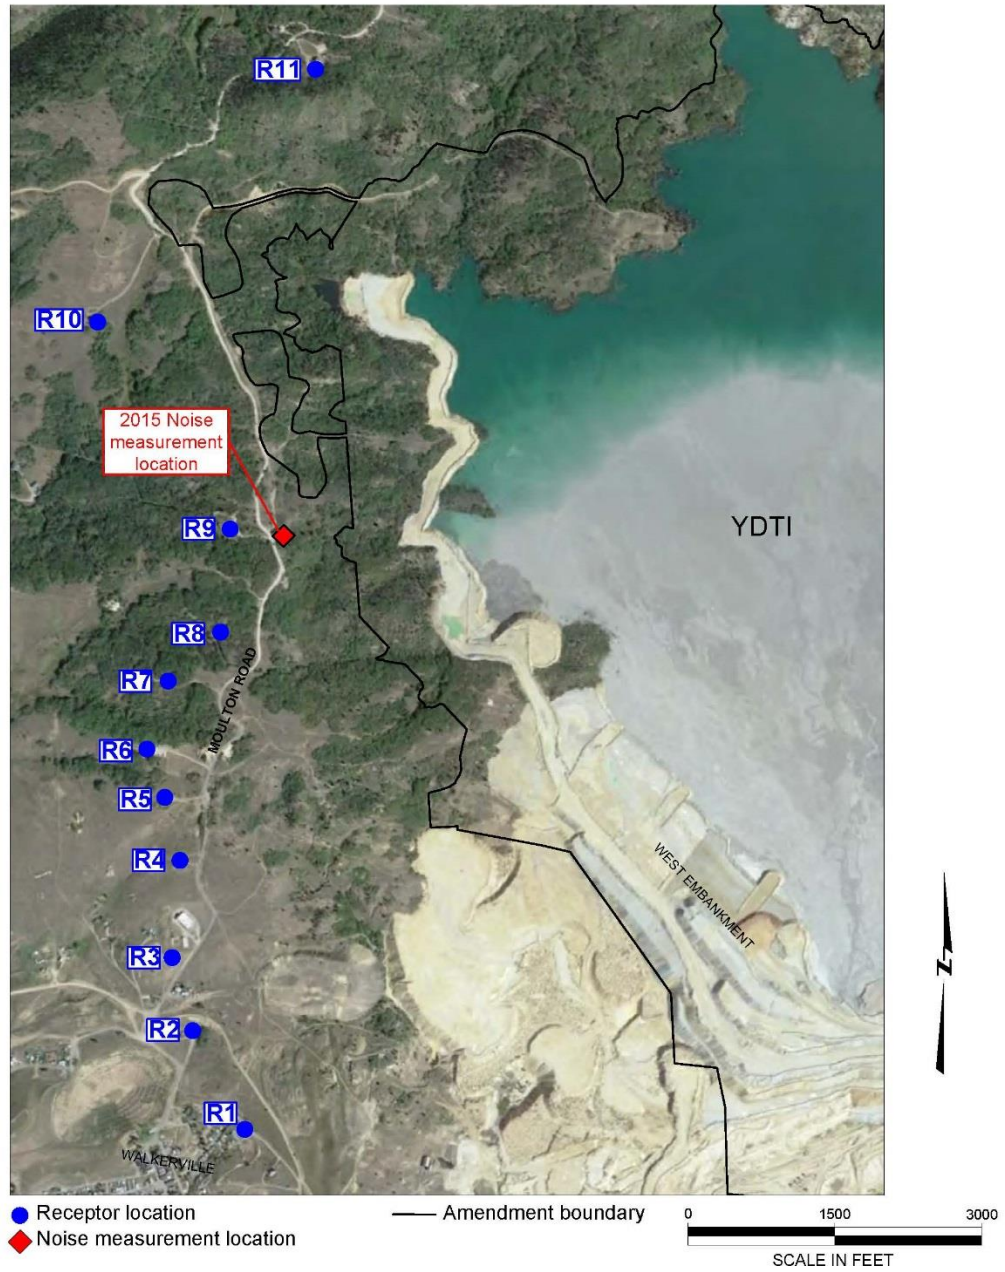 R11
R10
2015 Noise
measurement
location
R9
YDTI
R8
R7
MOULTON ROAD
R6
R5
R4
WEST EMBANKMENT
R3
R2
R1
WALKERVILLE
N
Receptor location
Amendment boundary
0 1500 3000
Noise measurement location
SCALE IN FEET